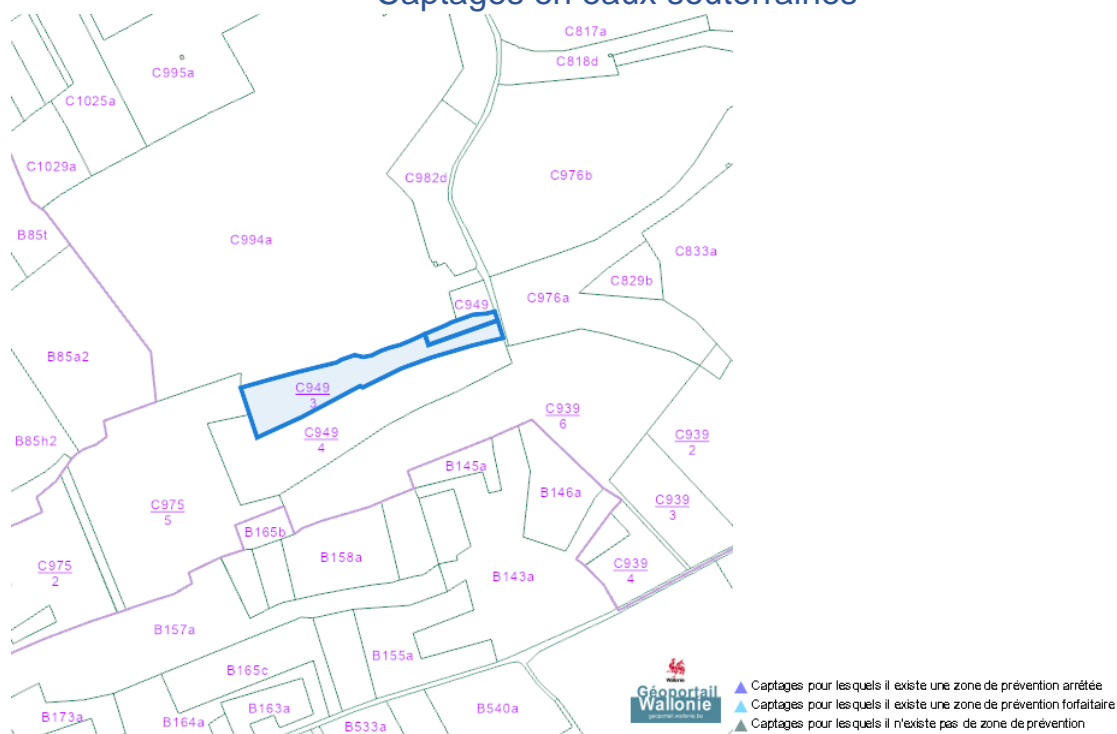 Captages en eaux souterraines
C817a
C818d
C995a
C1025a
C1029a
C982d
C976b
B85t
C994a
C833a
C829b
C976a
C949
B85a2
C949
3
C949
4
C939
6
B85h2
C939
2
B145a
B146a
C975
5
C939
3
B165b
B158a
C975
2
C939
4
B143a
B157a
B155a
B165c
B173a
B164a
B163a
B533a
B540a
Wallonie
Géoportail
Wallonie
geoportail.wallonie.be
Captages pour lesquels il existe une zone de prévention arrêtée
Captages pour lesquels il existe une zone de prévention forfaitaire
Captages pour lesquels il n'existe pas de zone de prévention